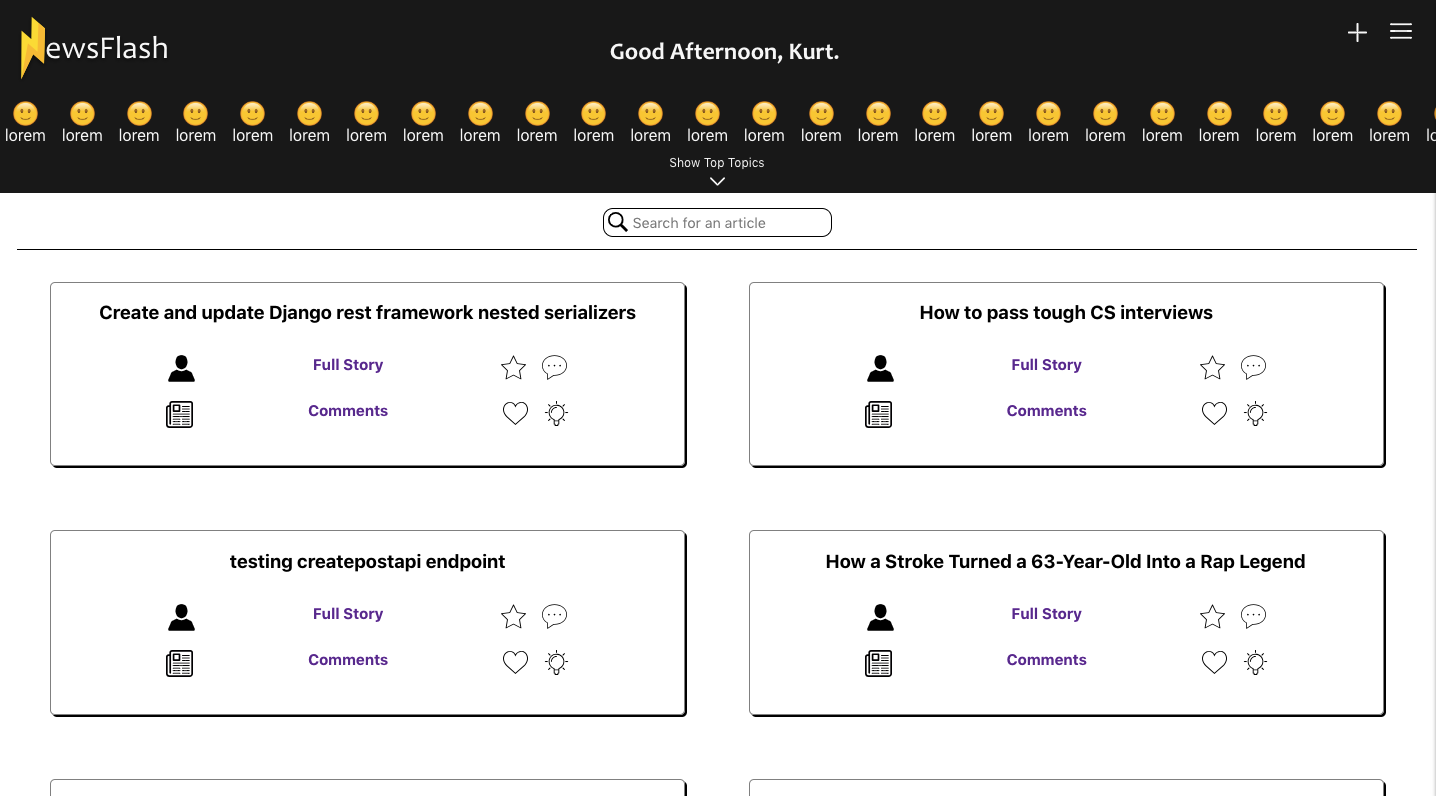 NewsFlash
Good Afternoon, Kurt.
lorem lorem lorem lorem lorem lorem lorem lorem lorem lorem lorem lorem lorem lorem lorem lorem lorem lorem lorem lorem lorem lorem lorem lorem lorem lo
Show Top Topics
Search for an article
Create and update Django rest framework nested serializers
Full Story
Comments
How to pass tough CS interviews
Full Story
Comments
testing createpostapi endpoint
Full Story
Comments
How a Stroke Turned a 63-Year-Old Into a Rap Legend
Full Story
Comments